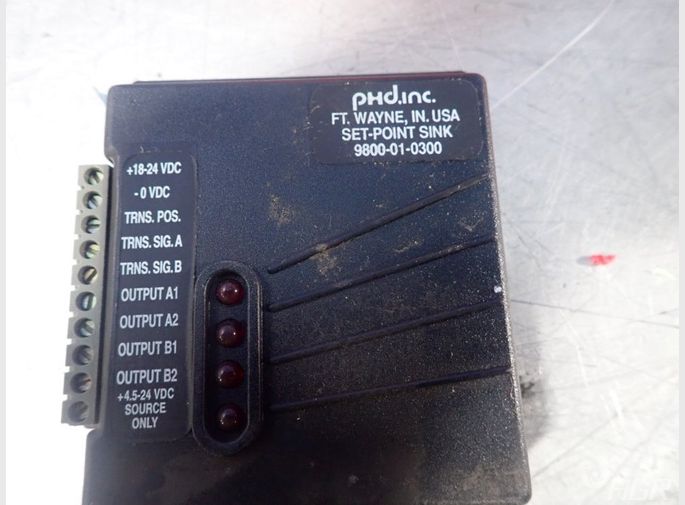 PHD.inc.
FT. WAYNE, IN. USA
SET-POINT SINK
9800-01-0300
+18-24 VDC
- 0 VDC
TRNS. POS.
TRNS. SIG. A
TRNS. SIG. B
OUTPUT A1
OUTPUT A2
OUTPUT B1
OUTPUT B2
+4.5-24 VDC
SOURCE
ONLY
HGR